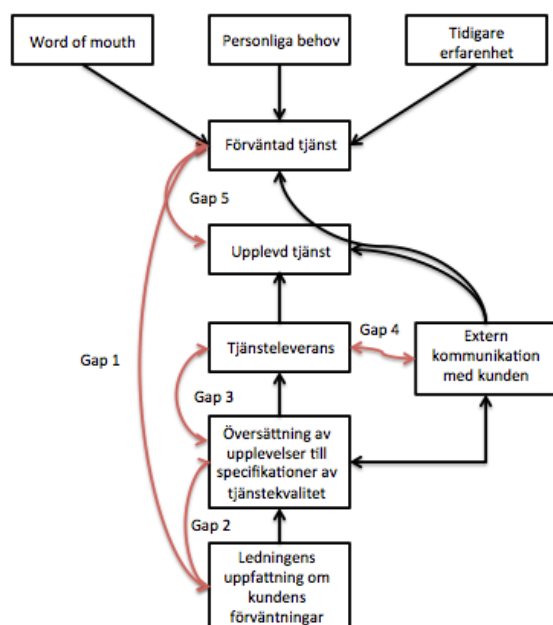 Word of mouth
Personliga behov
Tidigare
erfarenhet
Förväntad tjänst
Gap 5
Upplevd tjänst
Gap 4
Tjänsteleverans
Extern
kommunikation
med kunden
Gap 1
Gap 3
Översättning av
upplevelser till
specifikationer av
tjänstekvalitet
Gap 2
Ledningens
uppfattning om
kundens
förväntningar